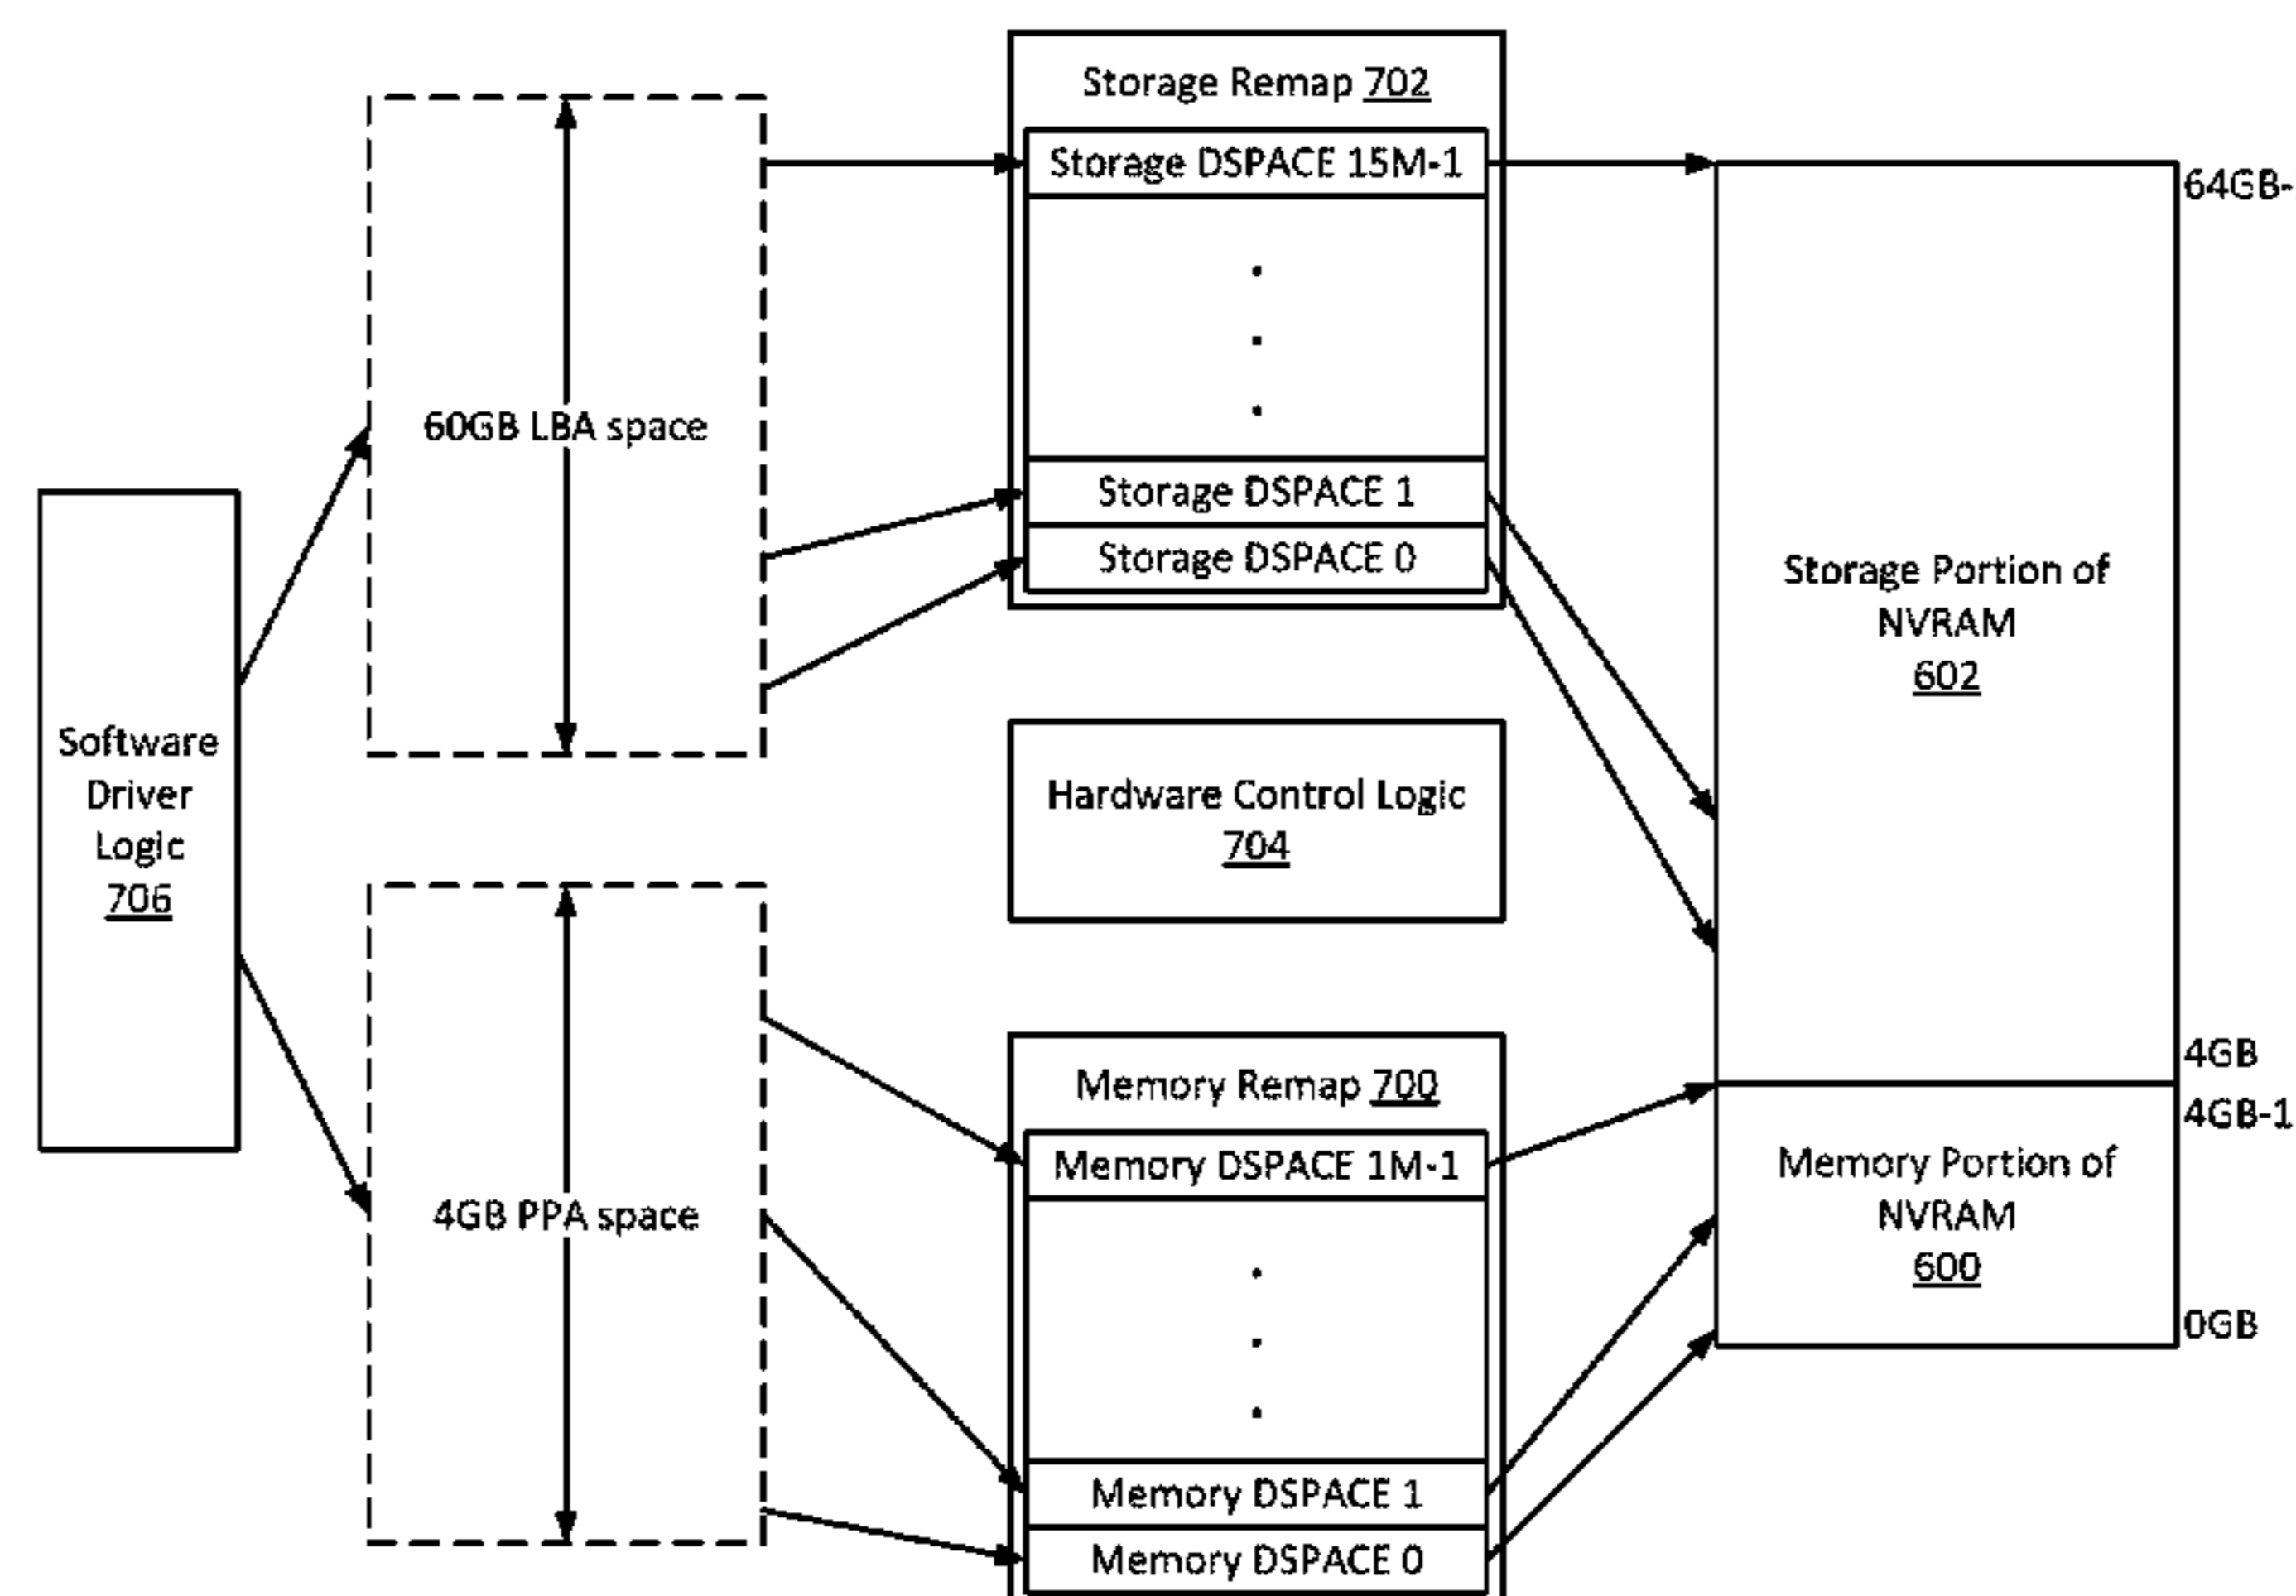 Storage Remap 702
Storage DSPACE 15M-1
64GB-
60GB LBA space
Storage DSPACE 1
Storage DSPACE 0
Storage Portion of
NVRAM
602
Software
Driver
Logic
706
Hardware Control Logic
704
4GB
Memory Remap 700
4GB-1
Memory DSPACE 1M-1
Memory Portion of
NVRAM
600
4GB PPA space
0GB
Memory DSPACE 1
Memory DSPACE 0